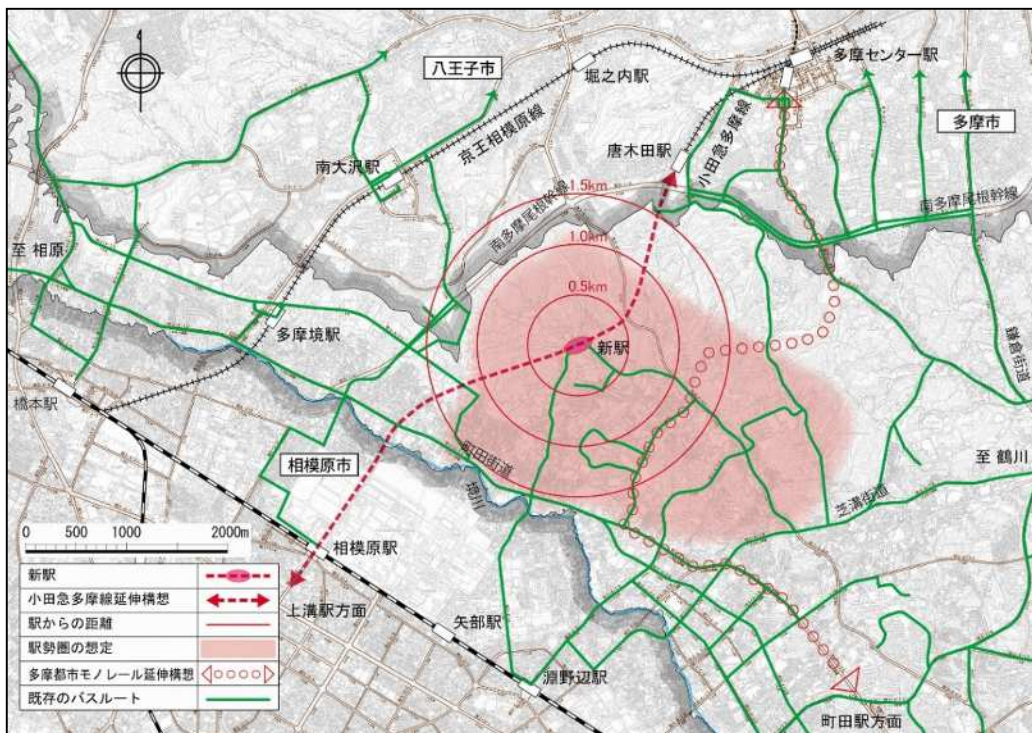 4
八王子市
多摩センター駅
堀之内駅
京王相模原線
小田急多摩線
唐木田駅
多摩市
南大沢駅
1.5km
南多摩尾根幹線
南多摩尾根幹線
至 相原
1.0km
0.5km
多摩境駅
新駅
鎌倉街道
橋本駅
町田街道
至 鶴川
相模原市
境川
芝溝街道
0 500 1000 2000m
相模原駅
新駅
小田急多摩線延伸構想
上溝駅方面
駅からの距離
矢部駅
駅勢圏の想定
多摩都市モノレール延伸構想
淵野辺駅
既存のバスルート
町田駅方面